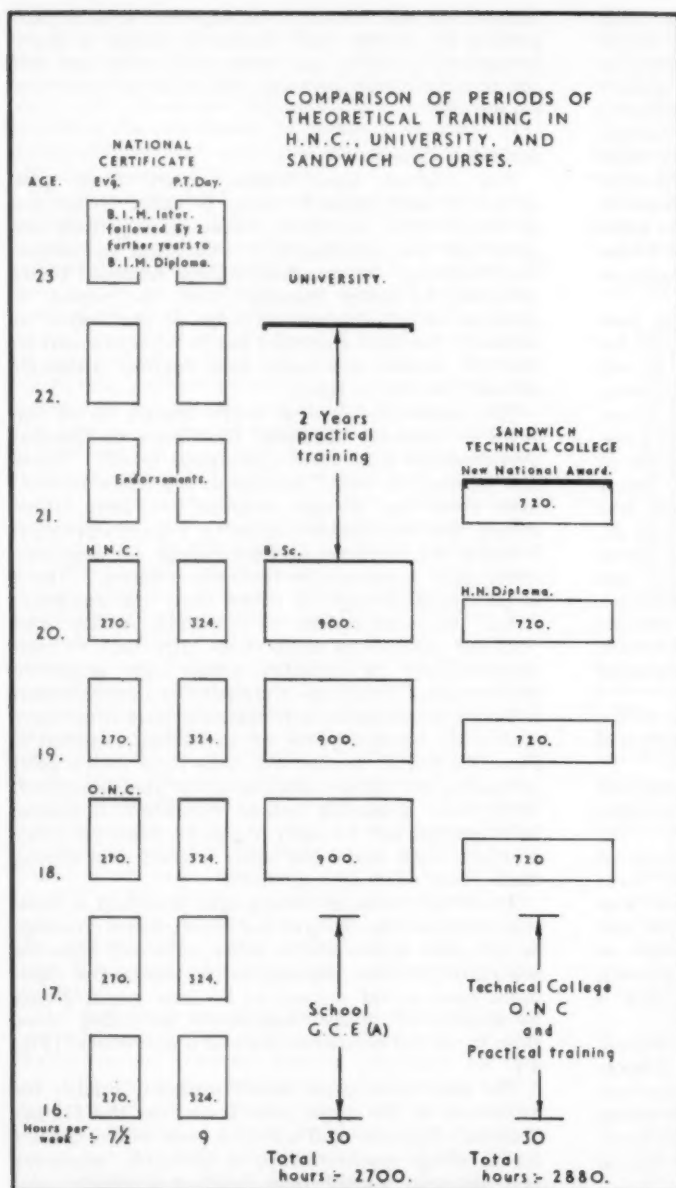 COMPARISON OF PERIODS OF
THEORETICAL TRAINING IN
H.N.C., UNIVERSITY, AND
SANDWICH COURSES.
NATIONAL
CERTIFICATE
AGE. Evg. P.T.Day.
B.I.M. Inter.
followed By 2
further years to
B.I.M. Diploma.
23. UNIVERSITY.
22.
2 Years
practical
training
SANDWICH
TECHNICAL COLLEGE
New National Award.
Endorsements.
21. 720.
H.N.C. B.Sc.
H.N.Diploma.
20. 270. 324. 900. 720.
19. 270. 324. 900. 720.
O.N.C.
18. 270. 324. 900. 720
17. 270. 324.
School
G.C.E (A)
Technical College
O.N.C
and
Practical training
16. 270. 324.
Hours per
week :- 7½ 9 30 30
Total
hours :- 2700.
Total
hours :- 2880.